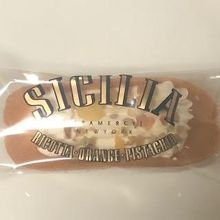 SICILIA
NEW YORK
RICOTTA • ORANGE • PISTACHIO